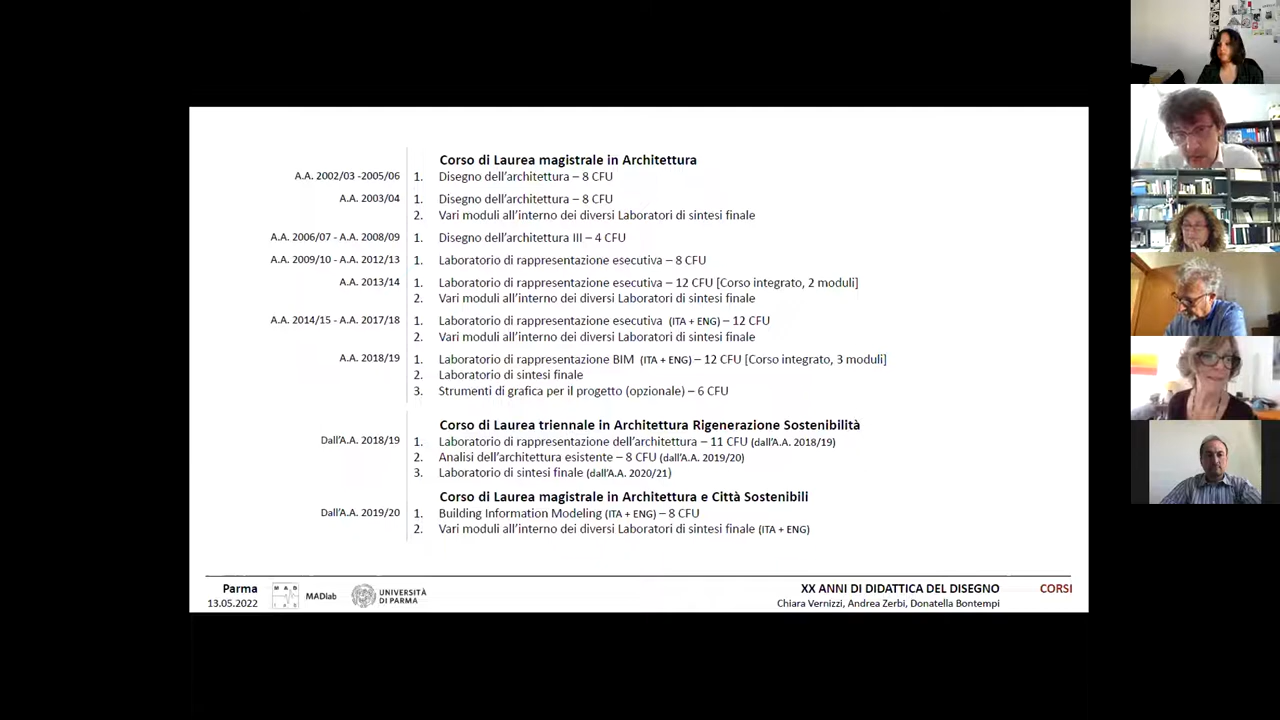 Corso di Laurea magistrale in Architettura
A.A. 2002/03 -2005/06 1. Disegno dell'architettura – 8 CFU
A.A. 2003/04 1. Disegno dell'architettura – 8 CFU
2. Vari moduli all'interno dei diversi Laboratori di sintesi finale
A.A. 2006/07 - A.A. 2008/09 1. Disegno dell'architettura III – 4 CFU
A.A. 2009/10 - A.A. 2012/13 1. Laboratorio di rappresentazione esecutiva – 8 CFU
A.A. 2013/14 1. Laboratorio di rappresentazione esecutiva – 12 CFU [Corso integrato, 2 moduli]
2. Vari moduli all'interno dei diversi Laboratori di sintesi finale
A.A. 2014/15 - A.A. 2017/18 1. Laboratorio di rappresentazione esecutiva (ITA + ENG) – 12 CFU
2. Vari moduli all'interno dei diversi Laboratori di sintesi finale
A.A. 2018/19 1. Laboratorio di rappresentazione BIM (ITA + ENG) – 12 CFU [Corso integrato, 3 moduli]
2. Laboratorio di sintesi finale
3. Strumenti di grafica per il progetto (opzionale) – 6 CFU
Corso di Laurea triennale in Architettura Rigenerazione Sostenibilità
Dall'A.A. 2018/19 1. Laboratorio di rappresentazione dell'architettura – 11 CFU (dall'A.A. 2018/19)
2. Analisi dell'architettura esistente – 8 CFU (dall'A.A. 2019/20)
3. Laboratorio di sintesi finale (dall'A.A. 2020/21)
Corso di Laurea magistrale in Architettura e Città Sostenibili
Dall'A.A. 2019/20 1. Building Information Modeling (ITA + ENG) – 8 CFU
2. Vari moduli all'interno dei diversi Laboratori di sintesi finale (ITA + ENG)
Parma
13.05.2022
MAD
LAB
MADlab
UNIVERSITÀ
DI PARMA
XX ANNI DI DIDATTICA DEL DISEGNO
Chiara Vernizzi, Andrea Zerbi, Donatella Bontempi
CORSI